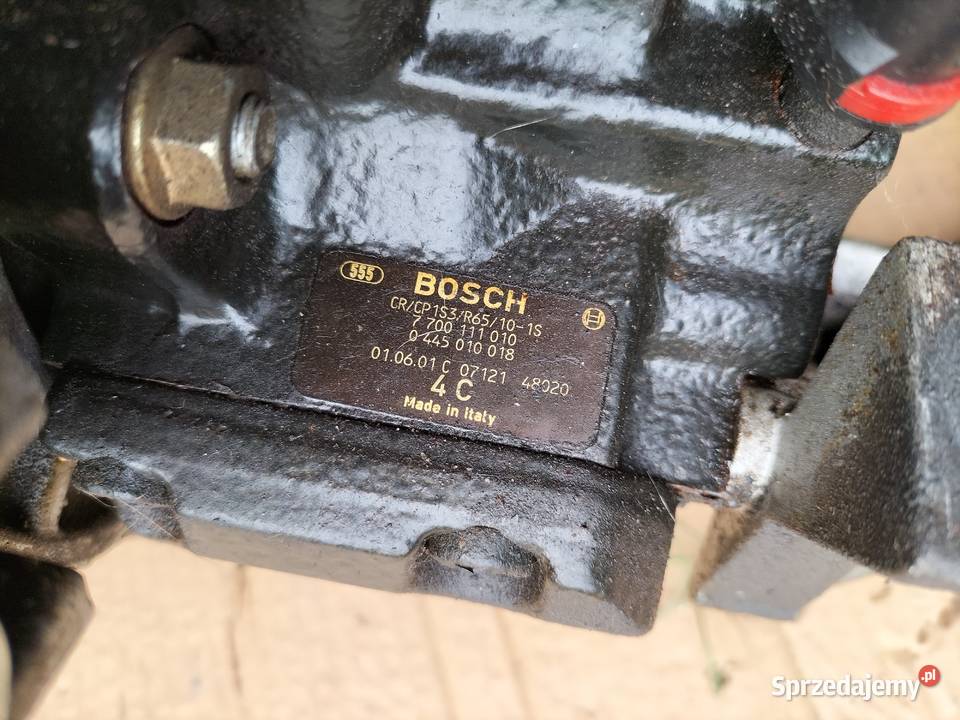 555 BOSCH
CR/CP1S3/R65/10-1S
7 700 111 010
0 445 010 018
01.06.01 C 07121 48020
4 C
Made in Italy
Sprzedajemy.pl